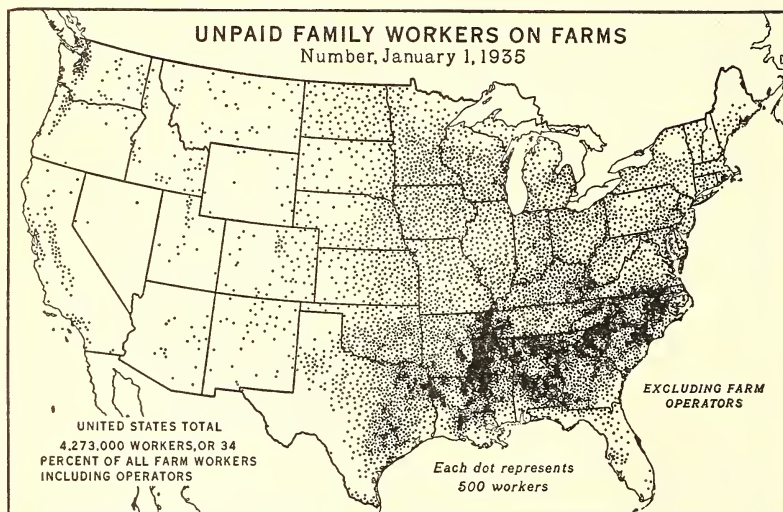 UNPAID FAMILY WORKERS ON FARMS
Number, January 1, 1935
EXCLUDING FARM
OPERATORS
UNITED STATES TOTAL
4,273,000 WORKERS, OR 34
PERCENT OF ALL FARM WORKERS
INCLUDING OPERATORS
Each dot represents
500 workers